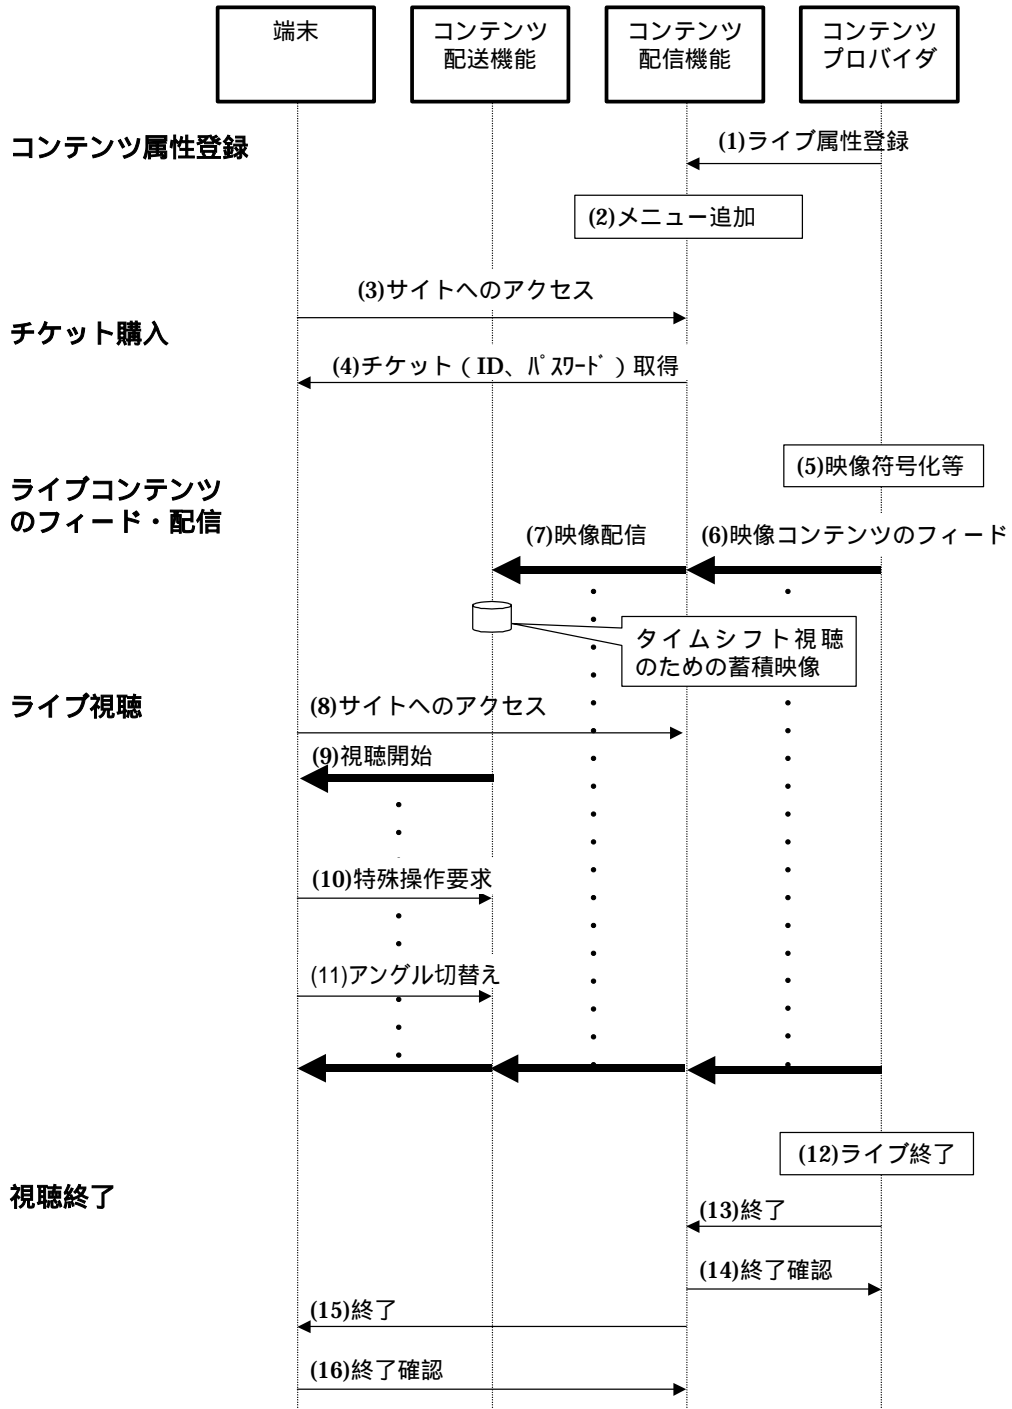 端末
コンテンツ
配送機能
コンテンツ
配信機能
コンテンツ
プロバイダ
コンテンツ属性登録
(1)ライブ属性登録
(2)メニュー追加
(3)サイトへのアクセス
チケット購入
(4)チケット(ID、パスワード)取得
(5)映像符号化等
ライブコンテンツ
のフィード・配信
(7)映像配信
(6)映像コンテンツのフィード
タイムシフト視聴
のための蓄積映像
ライブ視聴
(8)サイトへのアクセス
(9)視聴開始
(10)特殊操作要求
(11)アングル切替え
(12)ライブ終了
視聴終了
(13)終了
(14)終了確認
(15)終了
(16)終了確認